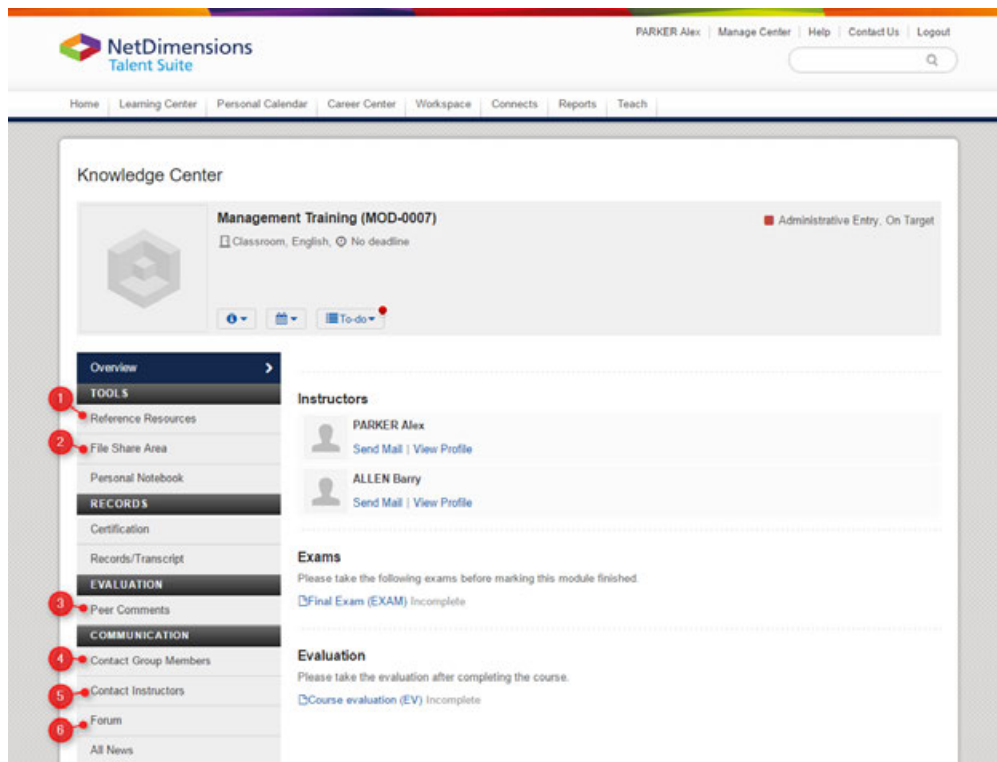 PARKER Alex | Manage Center | Help | Contact Us | Logout
NetDimensions
Talent Suite
Home | Learning Center | Personal Calendar | Career Center | Workspace | Connects | Reports | Teach
Knowledge Center
Management Training (MOD-0007)
Administrative Entry, On Target
Classroom, English, No deadline
To-do
Overview
TOOLS
1
Reference Resources
2
File Share Area
Personal Notebook
RECORDS
Certification
Records/Transcript
EVALUATION
3
Peer Comments
COMMUNICATION
4
Contact Group Members
5
Contact Instructors
6
Forum
All News
Instructors
PARKER Alex
Send Mail | View Profile
ALLEN Barry
Send Mail | View Profile
Exams
Please take the following exams before marking this module finished.
Final Exam (EXAM) Incomplete
Evaluation
Please take the evaluation after completing the course.
Course evaluation (EV) Incomplete